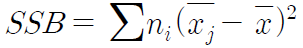 SSB = ∑n_i(x̄_j − x̄)²